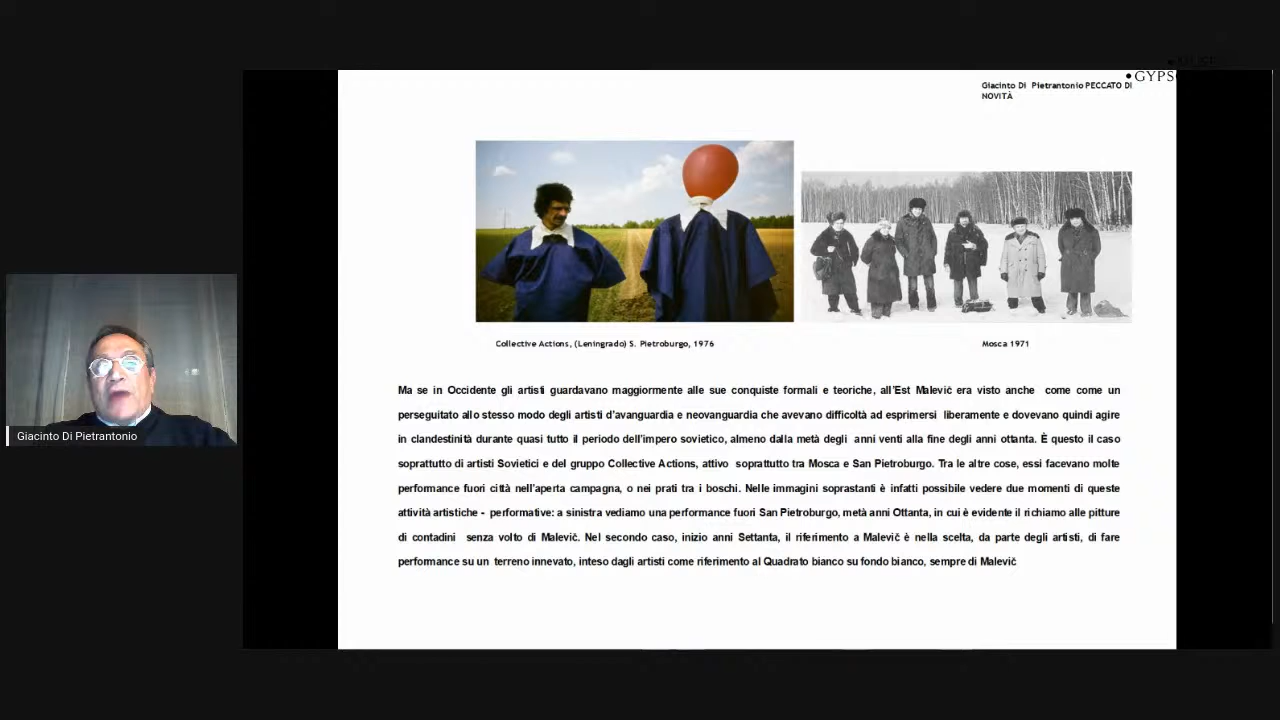 GYPS
Giacinto Di Pietrantonio PECCATO DI
NOVITÀ
Collective Actions, (Leningrado) S. Pietroburgo, 1976
Mosca 1971
Ma se in Occidente gli artisti guardavano maggiormente alle sue conquiste formali e teoriche, all'Est Malevič era visto anche come come un
perseguitato allo stesso modo degli artisti d'avanguardia e neovanguardia che avevano difficoltà ad esprimersi liberamente e dovevano quindi agire
in clandestinità durante quasi tutto il periodo dell'impero sovietico, almeno dalla metà degli anni venti alla fine degli anni ottanta. È questo il caso
soprattutto di artisti Sovietici e del gruppo Collective Actions, attivo soprattutto tra Mosca e San Pietroburgo. Tra le altre cose, essi facevano molte
performance fuori città nell'aperta campagna, o nei prati tra i boschi. Nelle immagini soprastanti è infatti possibile vedere due momenti di queste
attività artistiche - performative: a sinistra vediamo una performance fuori San Pietroburgo, metà anni Ottanta, in cui è evidente il richiamo alle pitture
di contadini senza volto di Malevič. Nel secondo caso, inizio anni Settanta, il riferimento a Malevič è nella scelta, da parte degli artisti, di fare
performance su un terreno innevato, inteso dagli artisti come riferimento al Quadrato bianco su fondo bianco, sempre di Malevič
Giacinto Di Pietrantonio